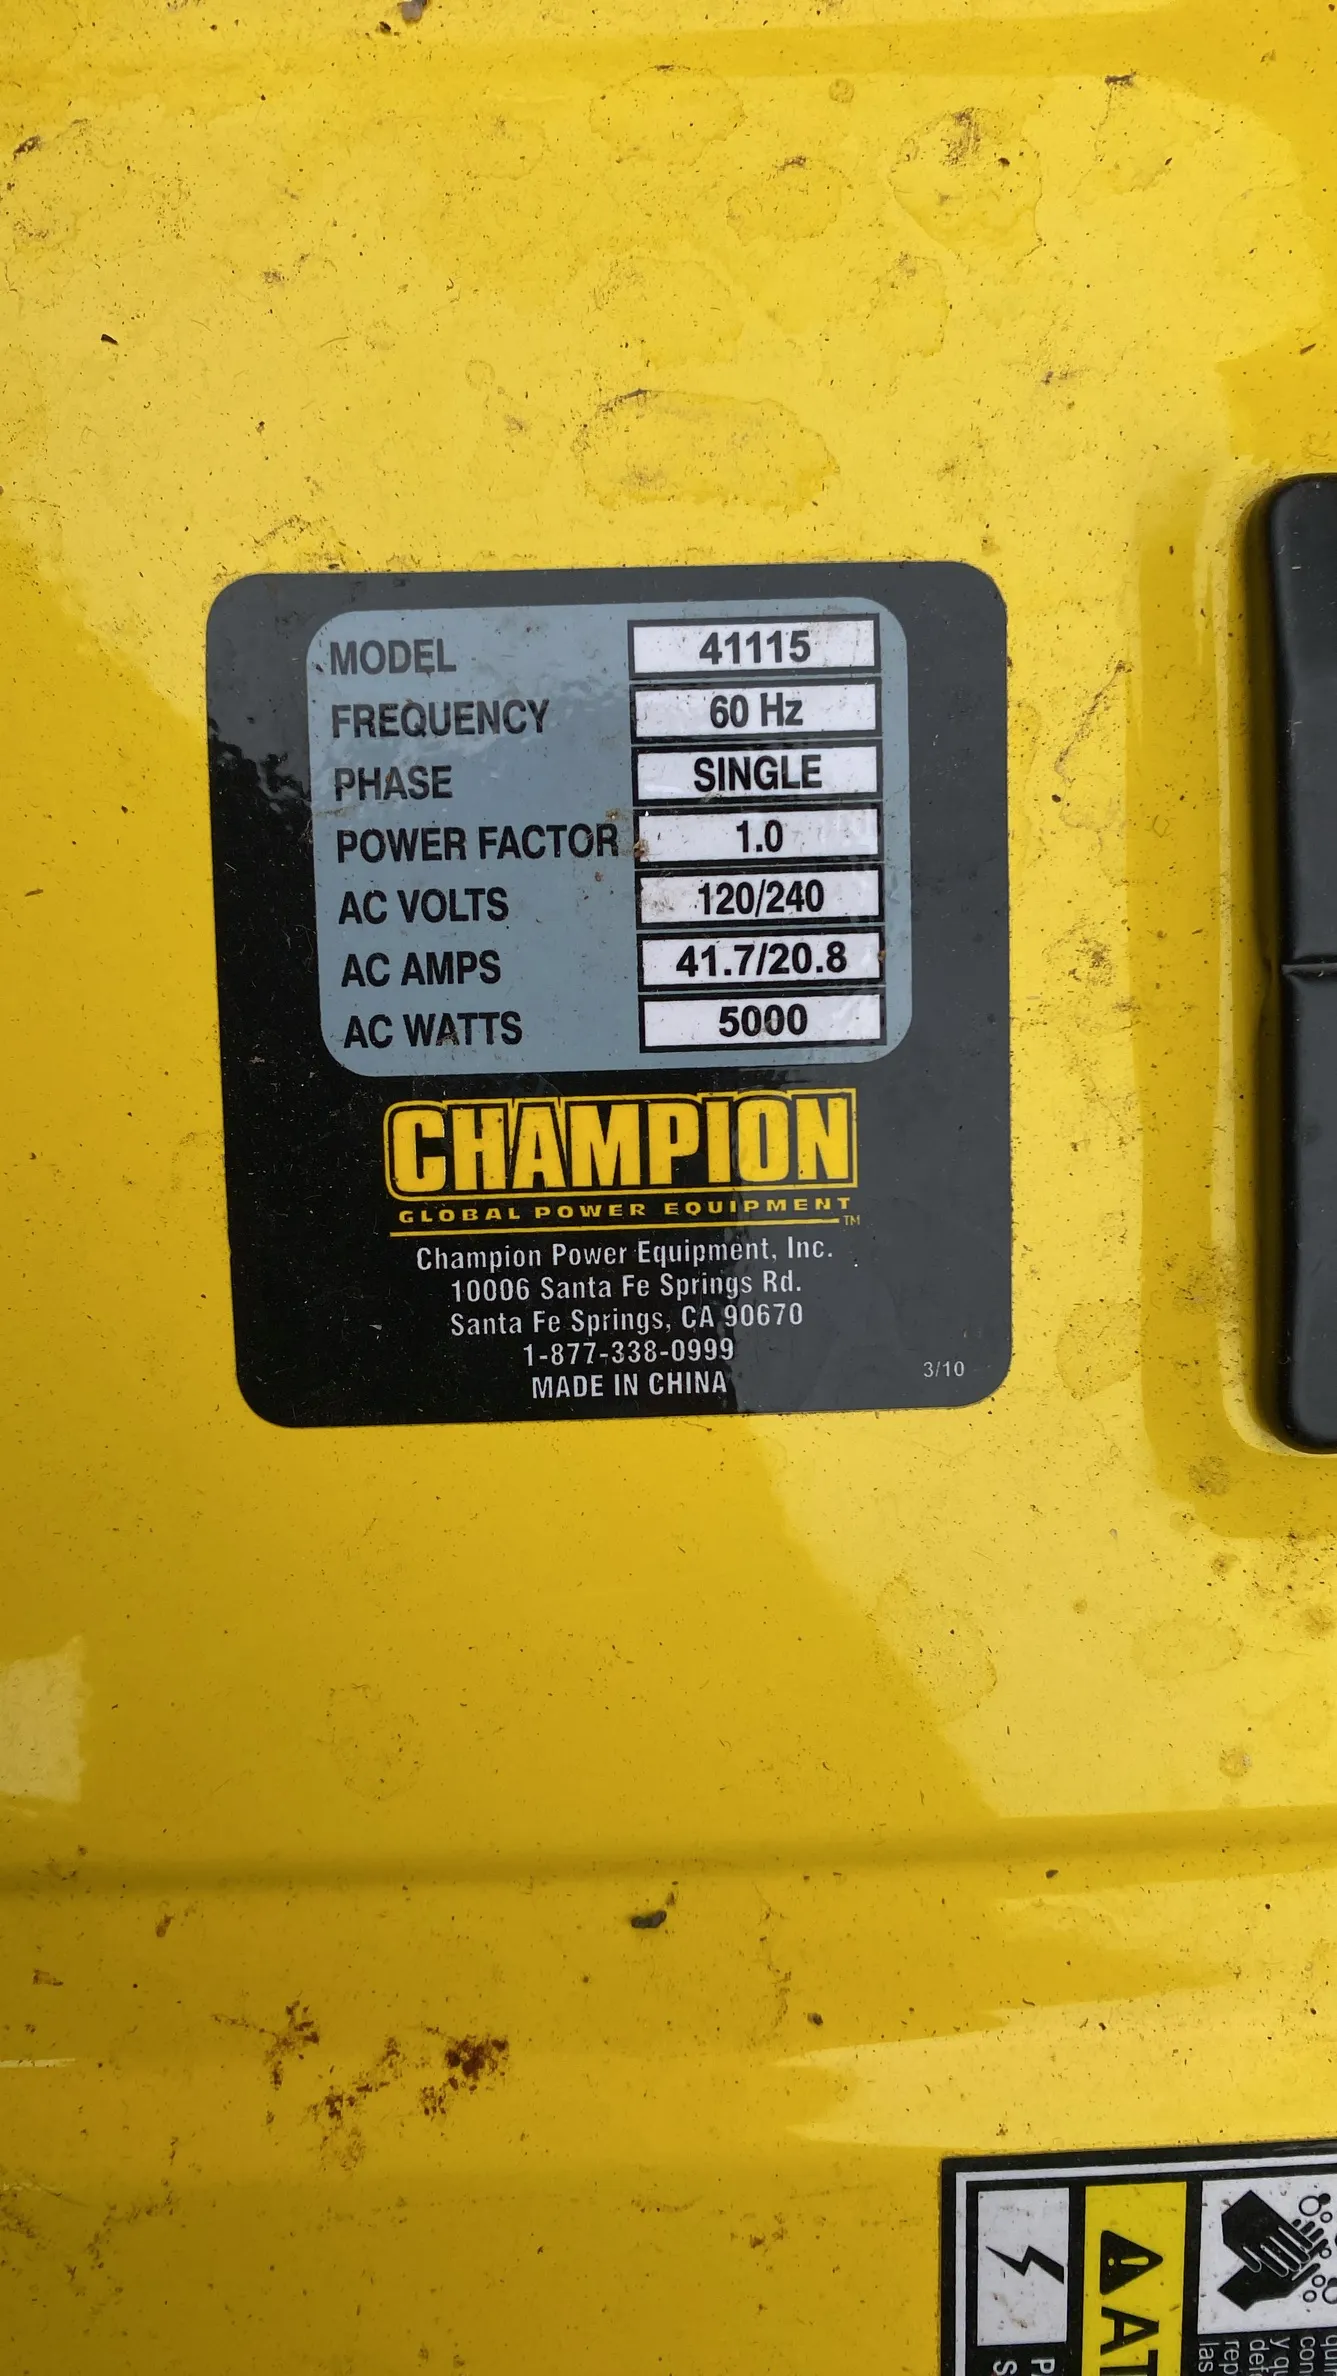 MODEL 41115
FREQUENCY 60 Hz
PHASE SINGLE
POWER FACTOR 1.0
AC VOLTS 120/240
AC AMPS 41.7/20.8
AC WATTS 5000
CHAMPION
GLOBAL POWER EQUIPMENT™
Champion Power Equipment, Inc.
10006 Santa Fe Springs Rd.
Santa Fe Springs, CA 90670
1-877-338-0999
MADE IN CHINA
3/10